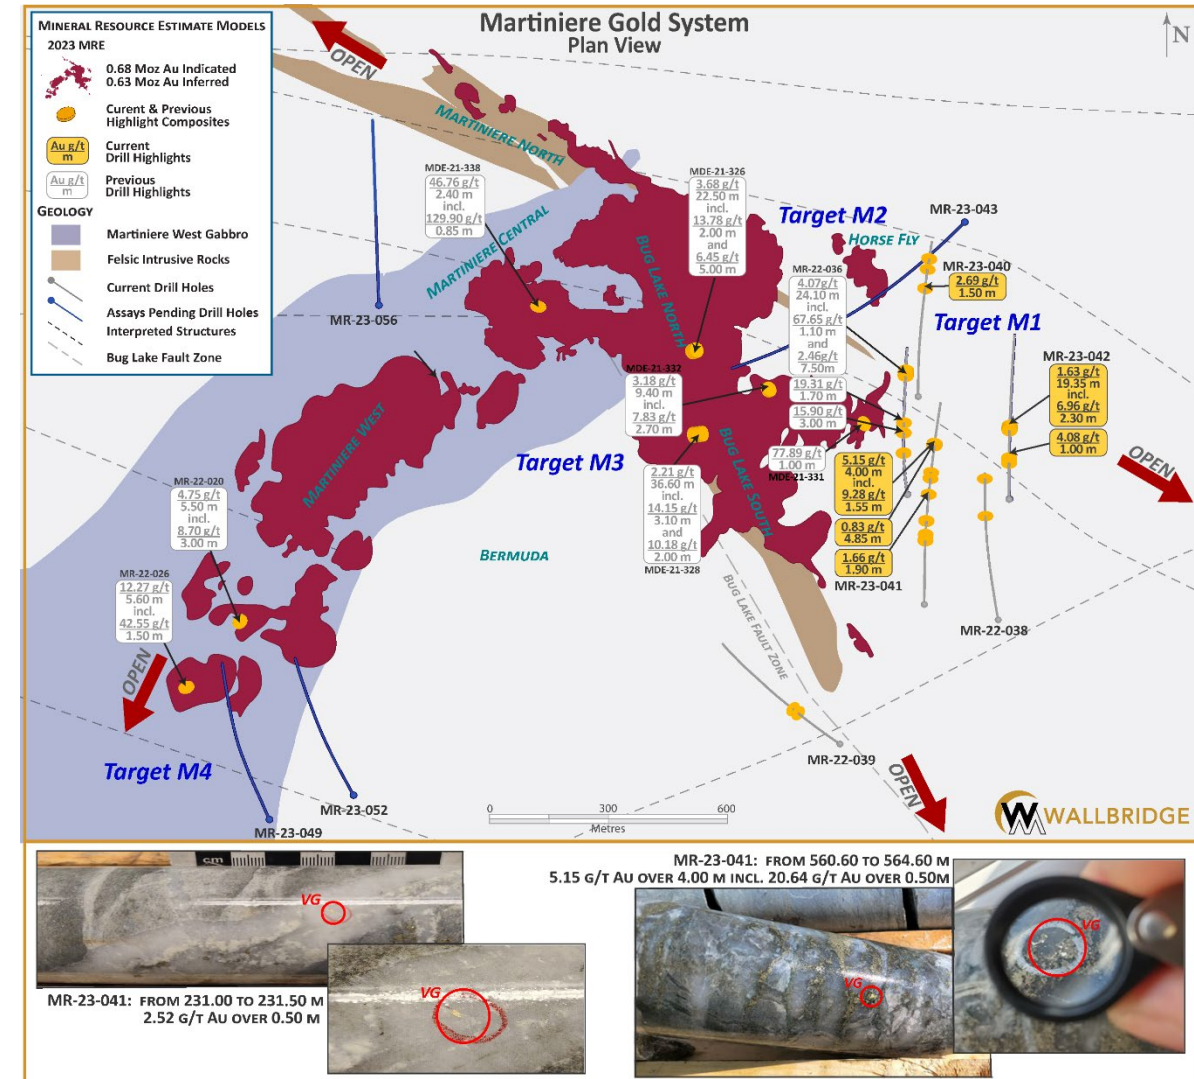 Martiniere Gold System
Plan View
N
MINERAL RESOURCE ESTIMATE MODELS
2023 MRE
0.68 Moz Au Indicated
0.63 Moz Au Inferred
Curent & Previous
Highlight Composites
Au g/t
m
Current
Drill Highlights
Au g/t
m
Previous
Drill Highlights
GEOLOGY
Martiniere West Gabbro
Felsic Intrusive Rocks
Current Drill Holes
Assays Pending Drill Holes
Interpreted Structures
Bug Lake Fault Zone
OPEN
MARTINIERE NORTH
MDE-21-338
46.76 g/t
2.40 m
incl.
129.90 g/t
0.85 m
MARTINIERE CENTRAL
MDE-21-326
3.68 g/t
22.50 m
incl.
13.78 g/t
2.00 m
and
6.45 g/t
5.00 m
BUG LAKE NORTH
Target M2
HORSE FLY
MR-23-043
MR-22-036
4.07g/t
24.10 m
incl.
67.65 g/t
1.10 m
and
2.46g/t
7.50m
19.31 g/t
1.70 m
15.90 g/t
3.00 m
MR-23-040
2.69 g/t
1.50 m
Target M1
MR-23-042
1.63 g/t
19.35 m
incl.
6.96 g/t
2.30 m
4.08 g/t
1.00 m
MR-23-056
MDE-21-332
3.18 g/t
9.40 m
incl.
7.83 g/t
2.70 m
MARTINIERE WEST
Target M3
BUG LAKE SOUTH
77.89 g/t
1.00 m
MDE-21-331
5.15 g/t
4.00 m
incl.
9.28 g/t
1.55 m
0.83 g/t
4.85 m
1.66 g/t
1.90 m
MR-23-041
OPEN
2.21 g/t
36.60 m
incl.
14.15 g/t
3.10 m
and
10.18 g/t
2.00 m
MDE-21-328
MR-22-020
4.75 g/t
5.50 m
incl.
8.70 g/t
3.00 m
BERMUDA
MR-22-026
12.27 g/t
5.60 m
incl.
42.55 g/t
1.50 m
BUG LAKE FAULT ZONE
MR-22-038
OPEN
Target M4
MR-22-039
OPEN
MR-23-052
MR-23-049
0 300 600
Metres
WALLBRIDGE
cm
VG
VG
MR-23-041: FROM 231.00 TO 231.50 M
2.52 G/T AU OVER 0.50 M
MR-23-041: FROM 560.60 TO 564.60 M
5.15 G/T AU OVER 4.00 M INCL. 20.64 G/T AU OVER 0.50M
VG
VG